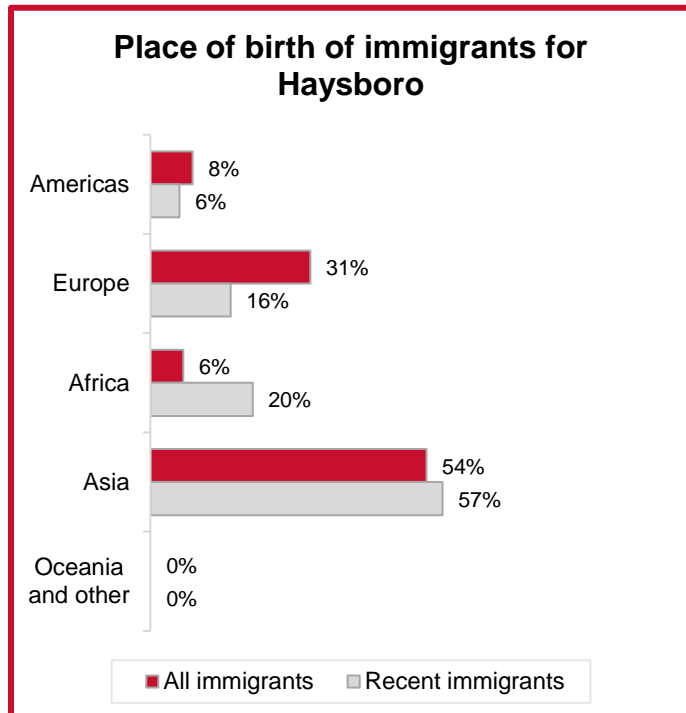 Place of birth of immigrants for
Haysboro
Americas
8%
6%
Europe
31%
16%
Africa
6%
20%
Asia
54%
57%
Oceania
and other
0%
0%
All immigrants
Recent immigrants